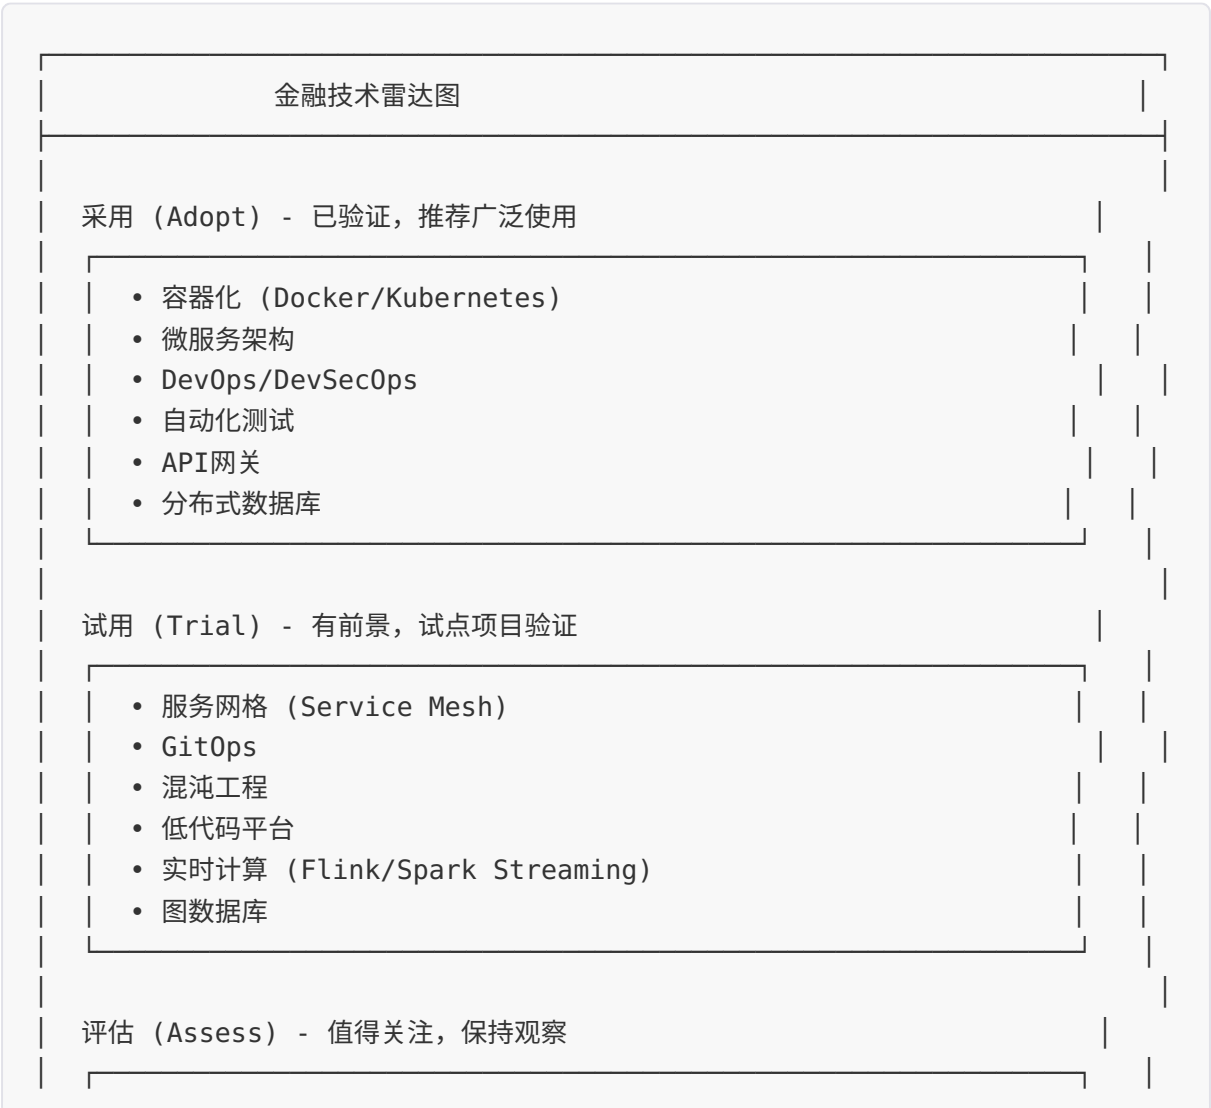 金融技术雷达图
采用 (Adopt) - 已验证，推荐广泛使用
• 容器化 (Docker/Kubernetes)
• 微服务架构
• DevOps/DevSecOps
• 自动化测试
• API网关
• 分布式数据库
试用 (Trial) - 有前景，试点项目验证
• 服务网格 (Service Mesh)
• GitOps
• 混沌工程
• 低代码平台
• 实时计算 (Flink/Spark Streaming)
• 图数据库
评估 (Assess) - 值得关注，保持观察